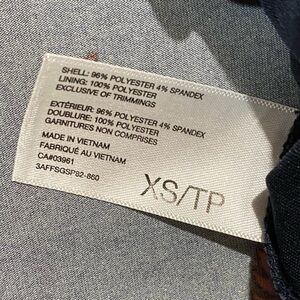 SHELL: 96% POLYESTER 4% SPANDEX
LINING: 100% POLYESTER
EXCLUSIVE OF TRIMMINGS
EXTÉRIEUR: 96% POLYESTER 4% SPANDEX
DOUBLURE: 100% POLYESTER
GARNITURES NON COMPRISES
MADE IN VIETNAM
FABRIQUÉ AU VIETNAM
CA#03961
3AFFSGSP92-860
XS/TP